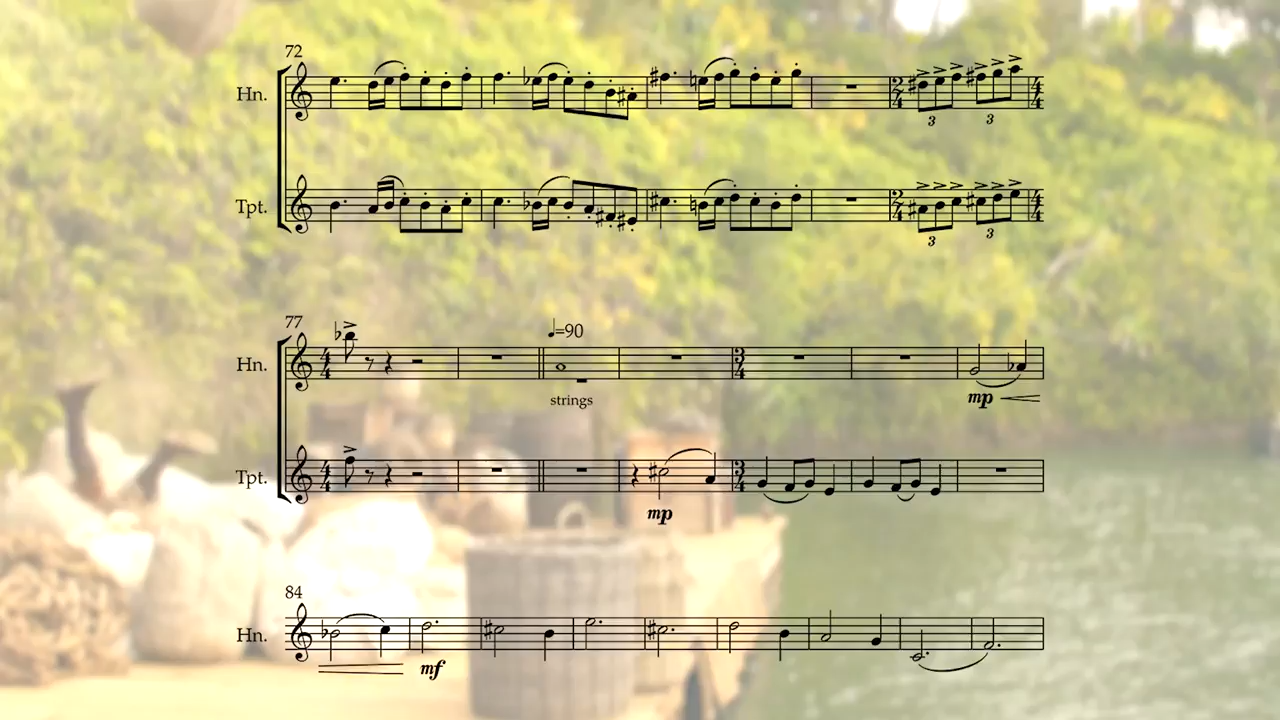 72
Hn.
3
3
Tpt.
3
3
77
♩=90
Hn.
strings
mp
Tpt.
mp
84
Hn.
mf